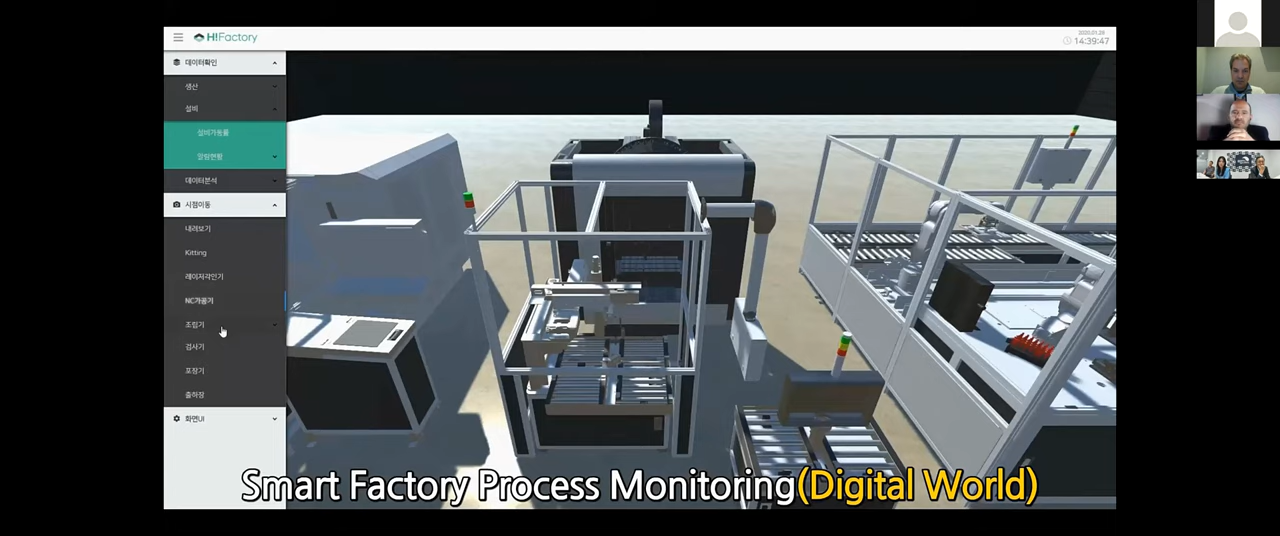 H!Factory
2020.01.28
14:39:47
데이터확인
생산
설비
설비가동률
알람현황
데이터분석
시점이동
내려보기
Kitting
레이저각인기
NC가공기
조립기
검사기
포장기
출하장
화면UI
Smart Factory Process Monitoring(Digital World)